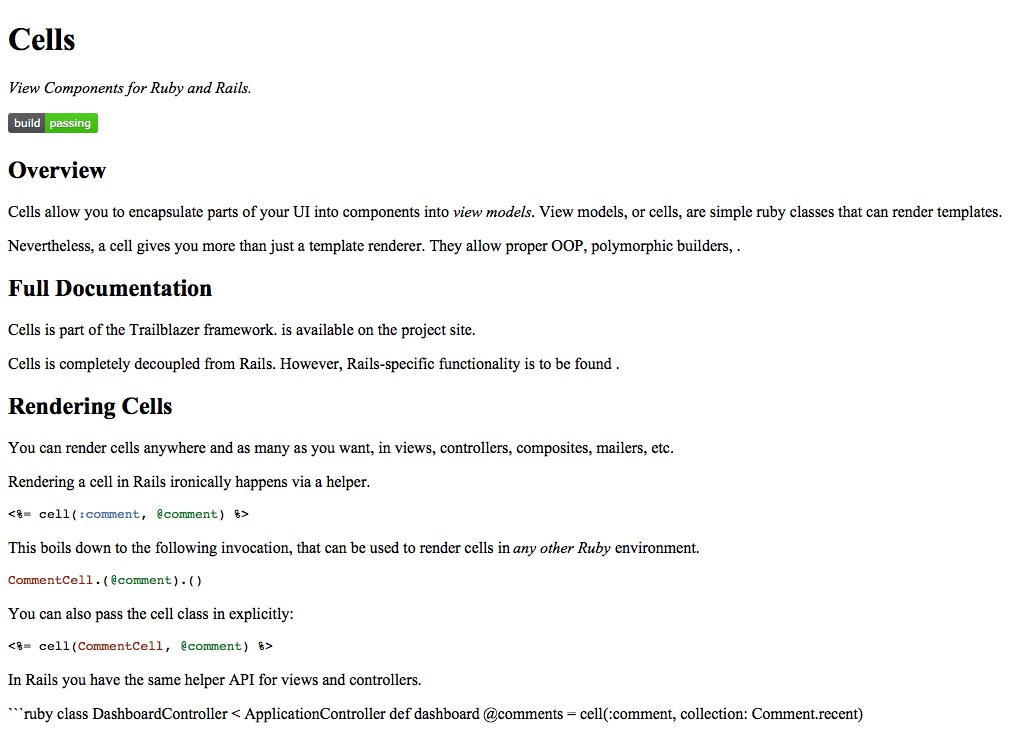 Cells
View Components for Ruby and Rails.
build passing
Overview
Cells allow you to encapsulate parts of your UI into components into view models. View models, or cells, are simple ruby classes that can render templates.
Nevertheless, a cell gives you more than just a template renderer. They allow proper OOP, polymorphic builders, .
Full Documentation
Cells is part of the Trailblazer framework. is available on the project site.
Cells is completely decoupled from Rails. However, Rails-specific functionality is to be found .
Rendering Cells
You can render cells anywhere and as many as you want, in views, controllers, composites, mailers, etc.
Rendering a cell in Rails ironically happens via a helper.
<%= cell(:comment, @comment) %>
This boils down to the following invocation, that can be used to render cells in any other Ruby environment.
CommentCell.(@comment).()
You can also pass the cell class in explicitly:
<%= cell(CommentCell, @comment) %>
In Rails you have the same helper API for views and controllers.
```ruby class DashboardController < ApplicationController def dashboard @comments = cell(:comment, collection: Comment.recent)